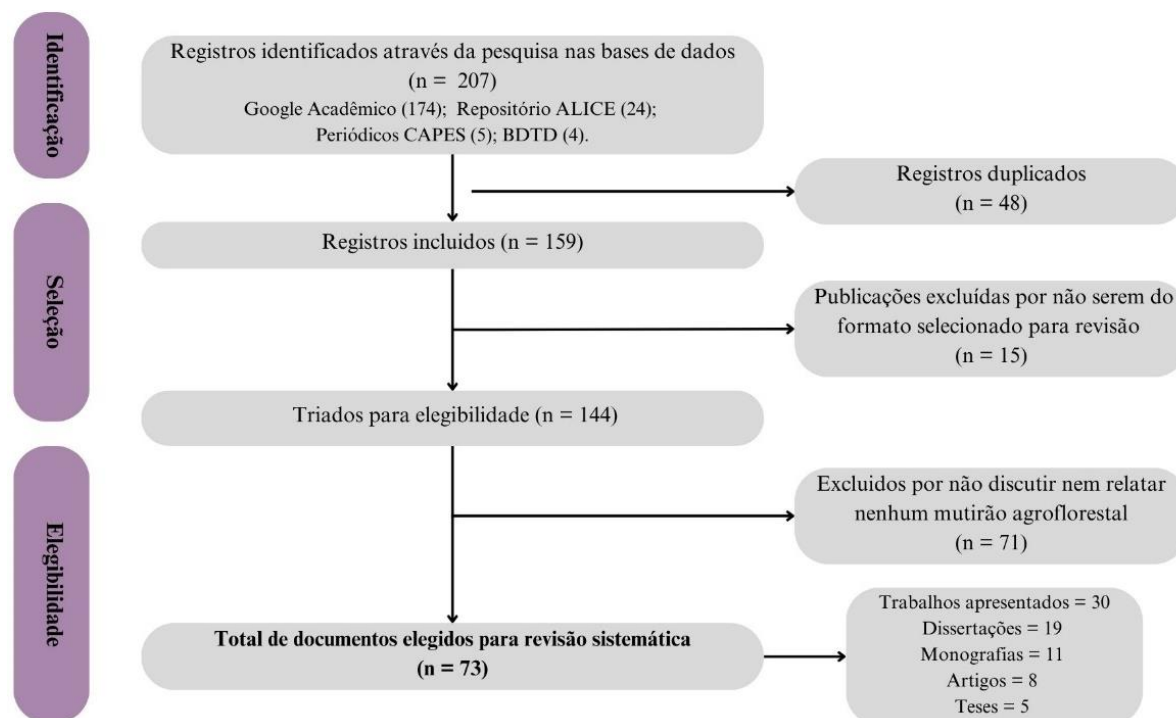 Identificação
Registros identificados através da pesquisa nas bases de dados
(n = 207)
Google Acadêmico (174); Repositório ALICE (24);
Periódicos CAPES (5); BDTD (4).
Registros duplicados
(n = 48)
Seleção
Registros incluidos (n = 159)
Publicações excluídas por não serem do
formato selecionado para revisão
(n = 15)
Triados para elegibilidade (n = 144)
Elegibilidade
Excluidos por não discutir nem relatar
nenhum mutirão agroflorestal
(n = 71)
Total de documentos elegidos para revisão sistemática
(n = 73)
Trabalhos apresentados = 30
Dissertações = 19
Monografias = 11
Artigos = 8
Teses = 5